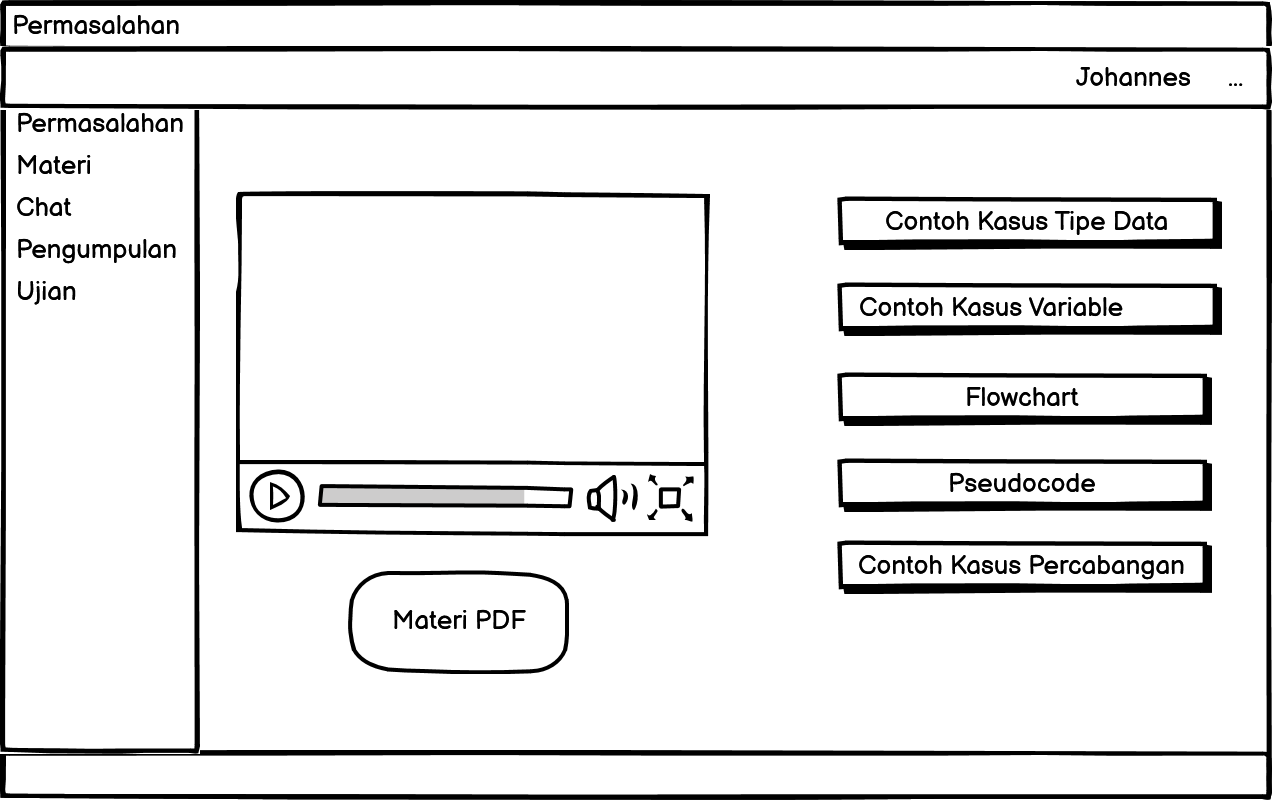 Permasalahan
Johannes ...
Permasalahan
Materi
Chat
Pengumpulan
Ujian
Contoh Kasus Tipe Data
Contoh Kasus Variable
Flowchart
Pseudocode
Contoh Kasus Percabangan
Materi PDF